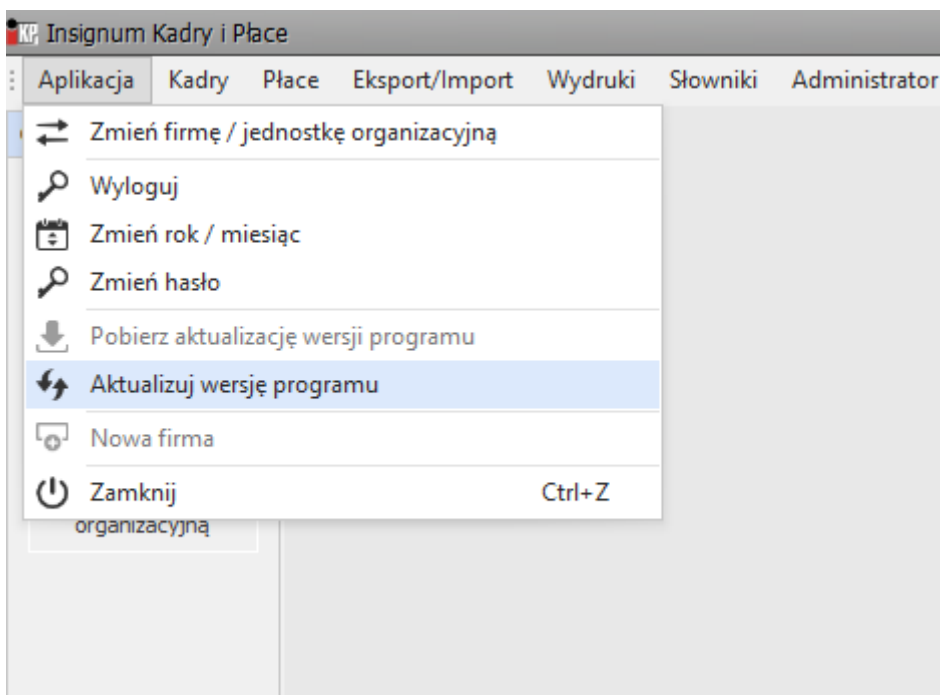 iKP Insignum Kadry i Płace
Aplikacja Kadry Płace Eksport/Import Wydruki Słowniki Administrator
Zmień firmę / jednostkę organizacyjną
Wyloguj
Zmień rok / miesiąc
Zmień hasło
Pobierz aktualizację wersji programu
Aktualizuj wersję programu
Nowa firma
Zamknij Ctrl+Z
organizacyjną